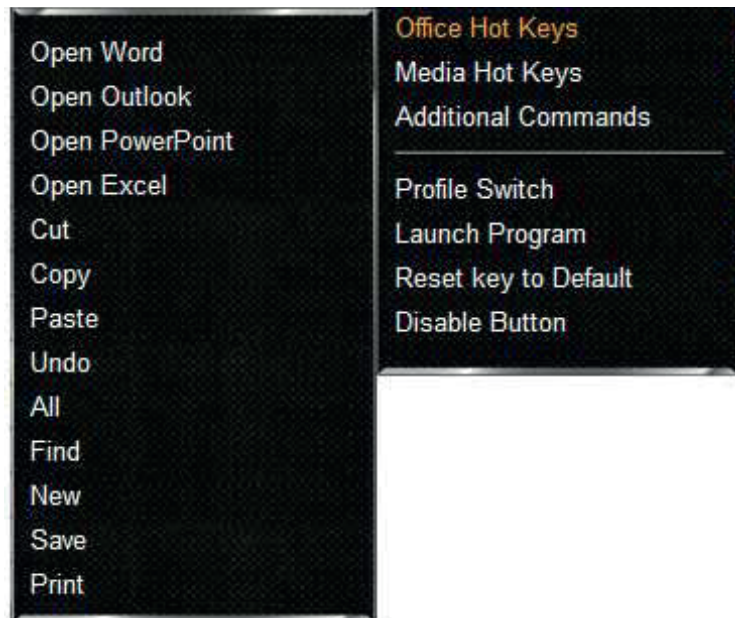 Open Word
Open Outlook
Open PowerPoint
Open Excel
Cut
Copy
Paste
Undo
All
Find
New
Save
Print
Office Hot Keys
Media Hot Keys
Additional Commands
Profile Switch
Launch Program
Reset key to Default
Disable Button